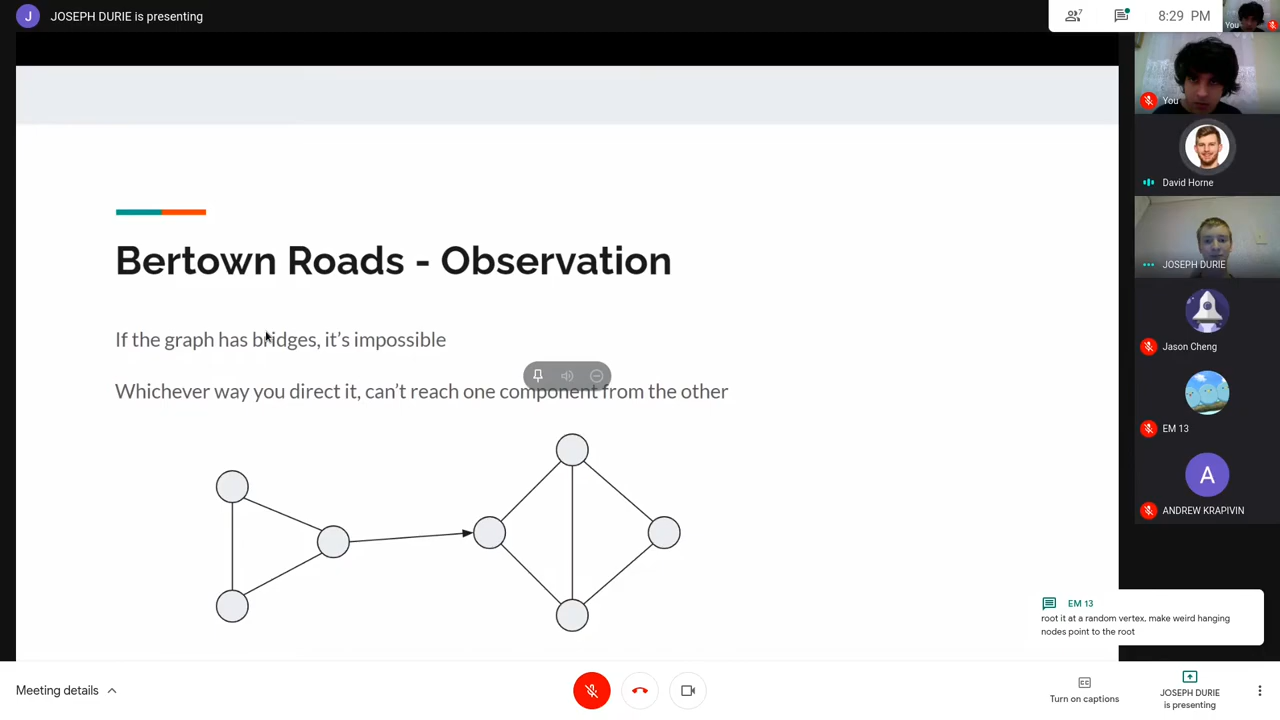 J
JOSEPH DURIE is presenting
7
8:29 PM
You
You
David Horne
JOSEPH DURIE
Jason Cheng
EM 13
A
ANDREW KRAPIVIN
Bertown Roads - Observation
If the graph has bridges, it's impossible
Whichever way you direct it, can't reach one component from the other
EM 13
root it at a random vertex, make weird hanging
nodes point to the root
Meeting details
CC
Turn on captions
JOSEPH DURIE
is presenting